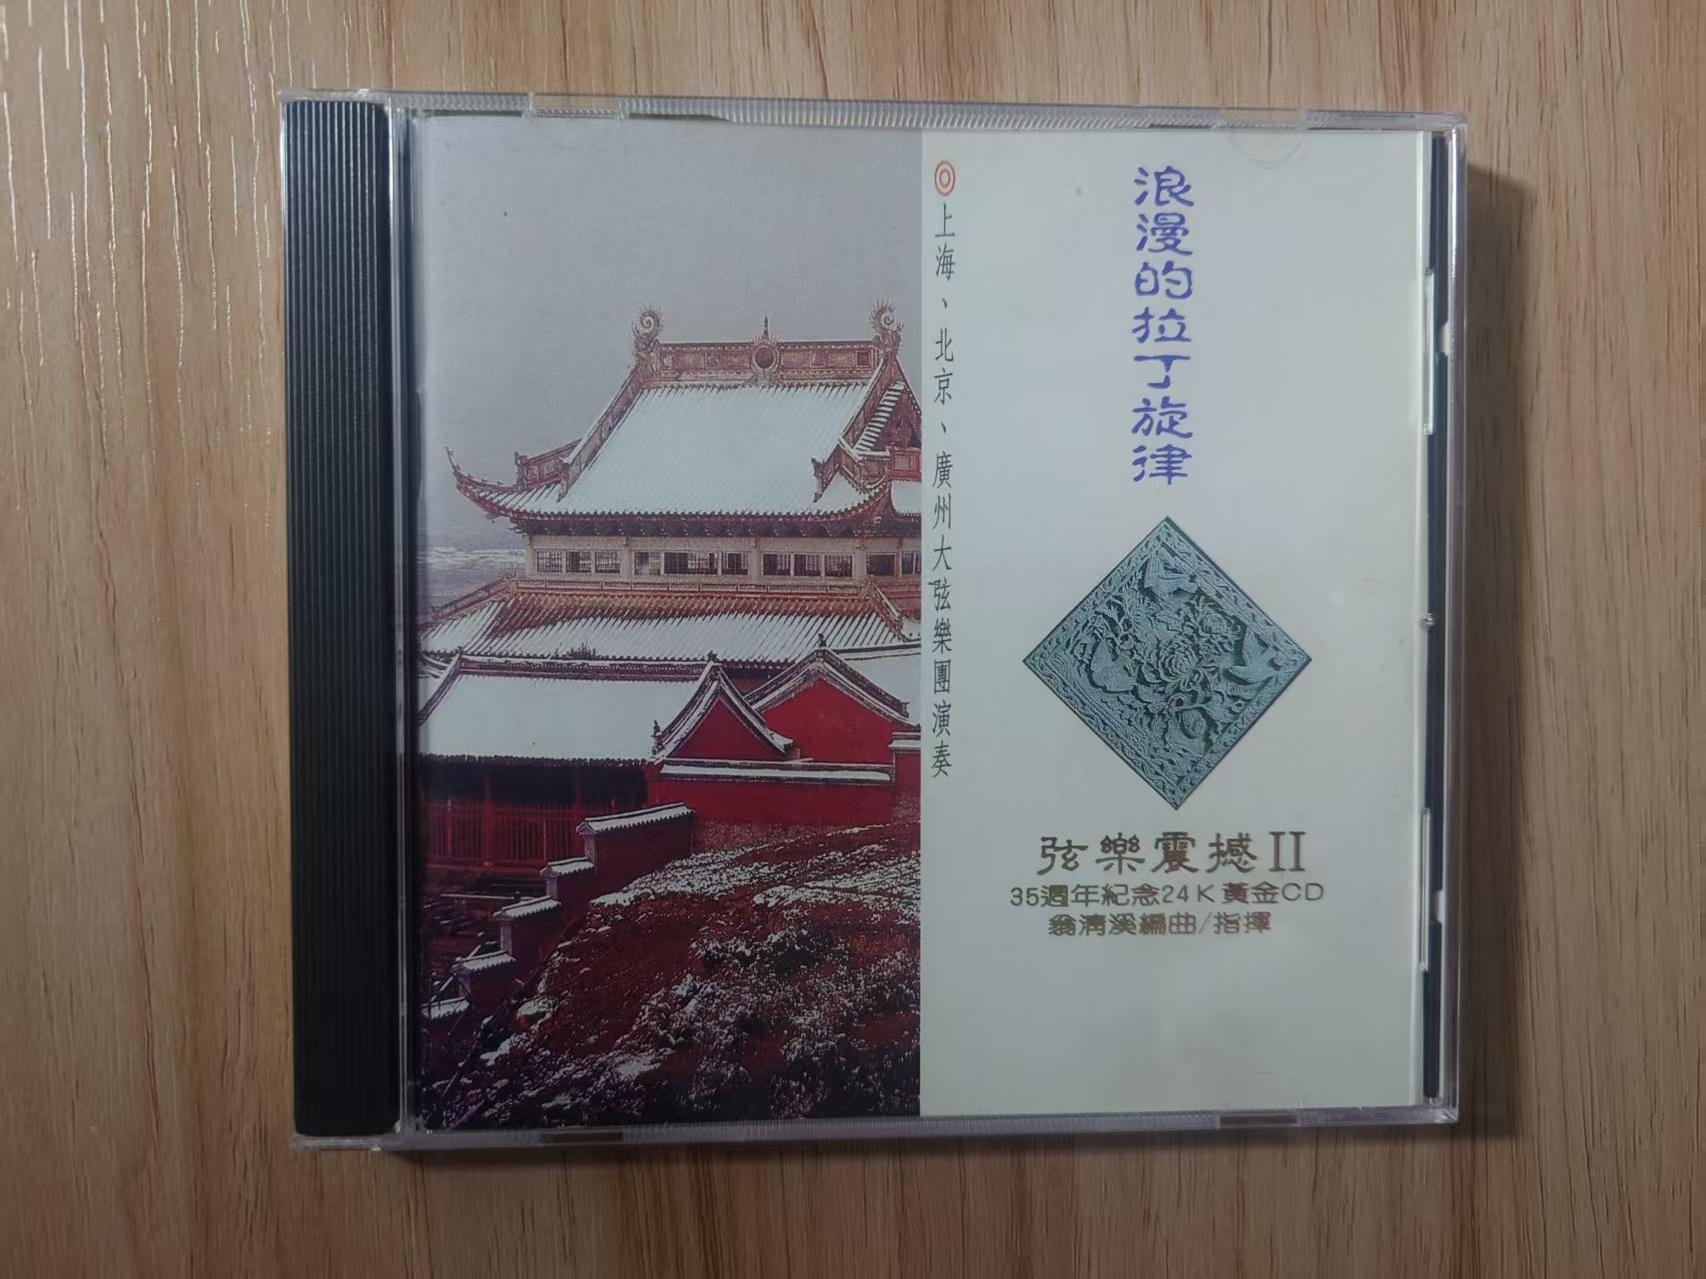 浪漫的拉丁旋律
◎上海、北京、廣州大弦樂團演奏
弦樂震撼II
35週年紀念24K黃金CD
翁清溪編曲/指揮